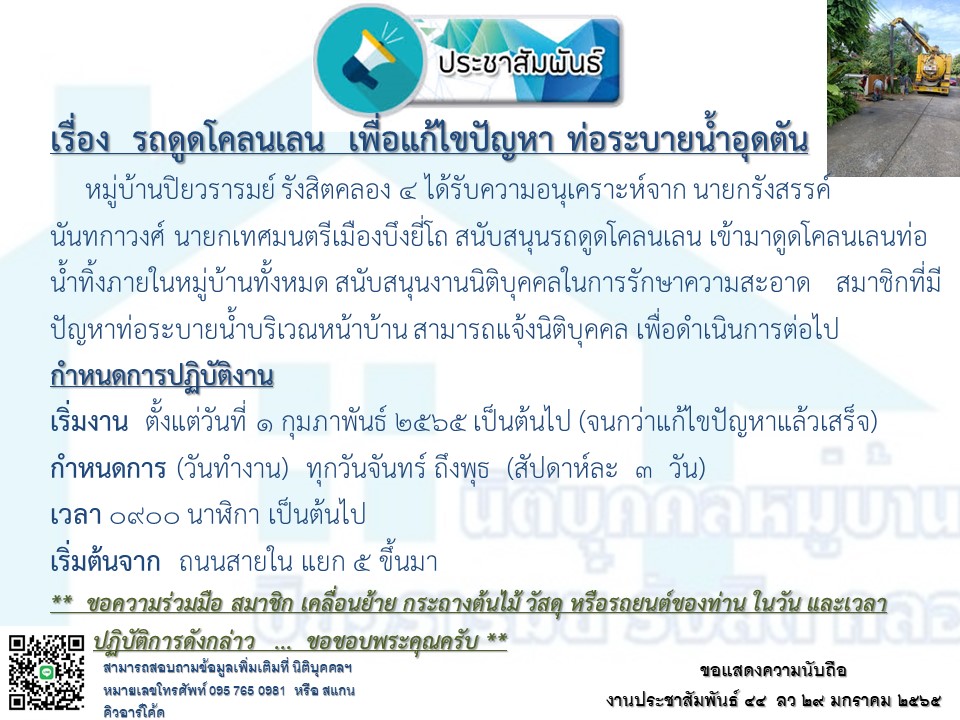 ประชาสัมพันธ์
เรื่อง รถดูดโคลนเลน เพื่อแก้ไขปัญหา ท่อระบายน้ำอุดตัน
หมู่บ้านปิยวรารมย์ รังสิตคลอง ๔ ได้รับความอนุเคราะห์จาก นายกรังสรรค์
นันทกาวงศ์ นายกเทศมนตรีเมืองบึงยี่โถ สนับสนุนรถดูดโคลนเลน เข้ามาดูดโคลนเลนท่อ
น้ำทิ้งภายในหมู่บ้านทั้งหมด สนับสนุนงานนิติบุคคลในการรักษาความสะอาด สมาชิกที่มี
ปัญหาท่อระบายน้ำบริเวณหน้าบ้าน สามารถแจ้งนิติบุคคล เพื่อดำเนินการต่อไป
กำหนดการปฏิบัติงาน
เริ่มงาน ตั้งแต่วันที่ ๑ กุมภาพันธ์ ๒๕๖๕ เป็นต้นไป (จนกว่าแก้ไขปัญหาแล้วเสร็จ)
กำหนดการ (วันทำงาน) ทุกวันจันทร์ ถึงพุธ (สัปดาห์ละ ๓ วัน)
เวลา ๐๙๐๐ นาฬิกา เป็นต้นไป
เริ่มต้นจาก ถนนสายใน แยก ๕ ขึ้นมา
** ขอความร่วมมือ สมาชิก เคลื่อนย้าย กระถางต้นไม้ วัสดุ หรือรถยนต์ของท่าน ในวัน และเวลา
ปฏิบัติการดังกล่าว ... ขอขอบพระคุณครับ **
สามารถสอบถามข้อมูลเพิ่มเติมที่ นิติบุคคลฯ
หมายเลขโทรศัพท์ 095 765 0981 หรือ สแกน
คิวอาร์โค้ด
ขอแสดงความนับถือ
งานประชาสัมพันธ์ ๔๔ ลว ๒๙ มกราคม ๒๕๖๕
นิติบุคคลหมู่บ้าน
ปิยวรารมย์ รังสิต คลอง